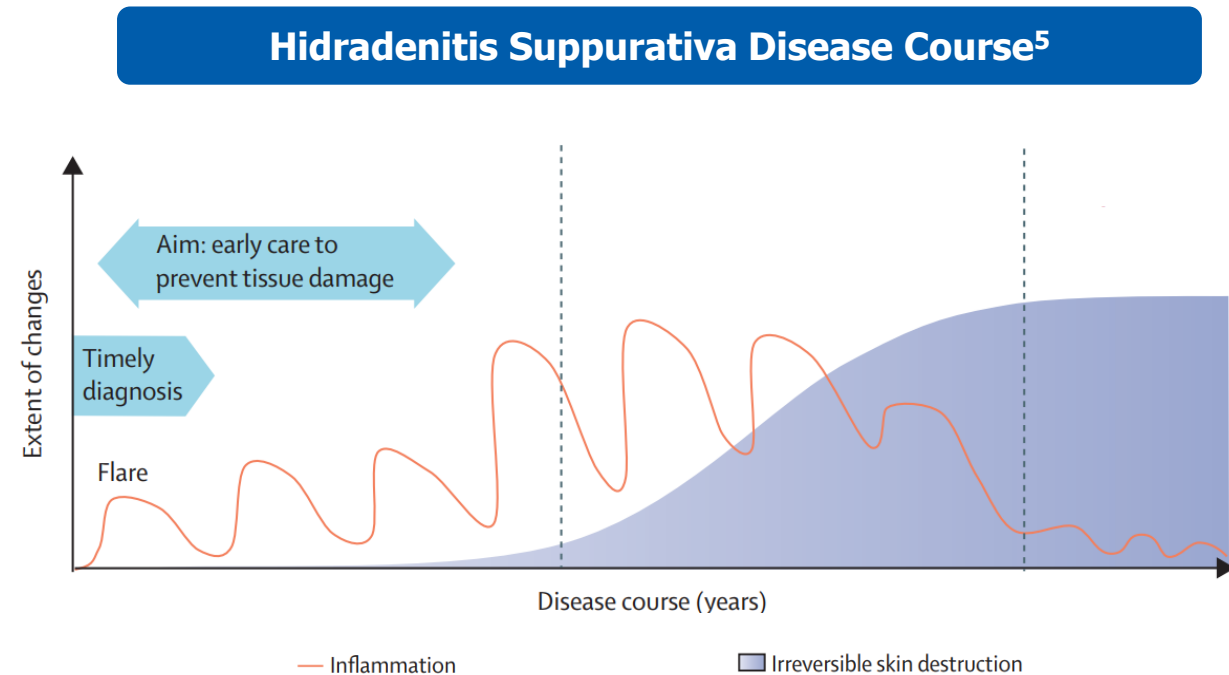 Hidradenitis Suppurativa Disease Course⁵
Aim: early care to
prevent tissue damage
Timely
diagnosis
Flare
Extent of changes
Disease course (years)
Inflammation
Irreversible skin destruction